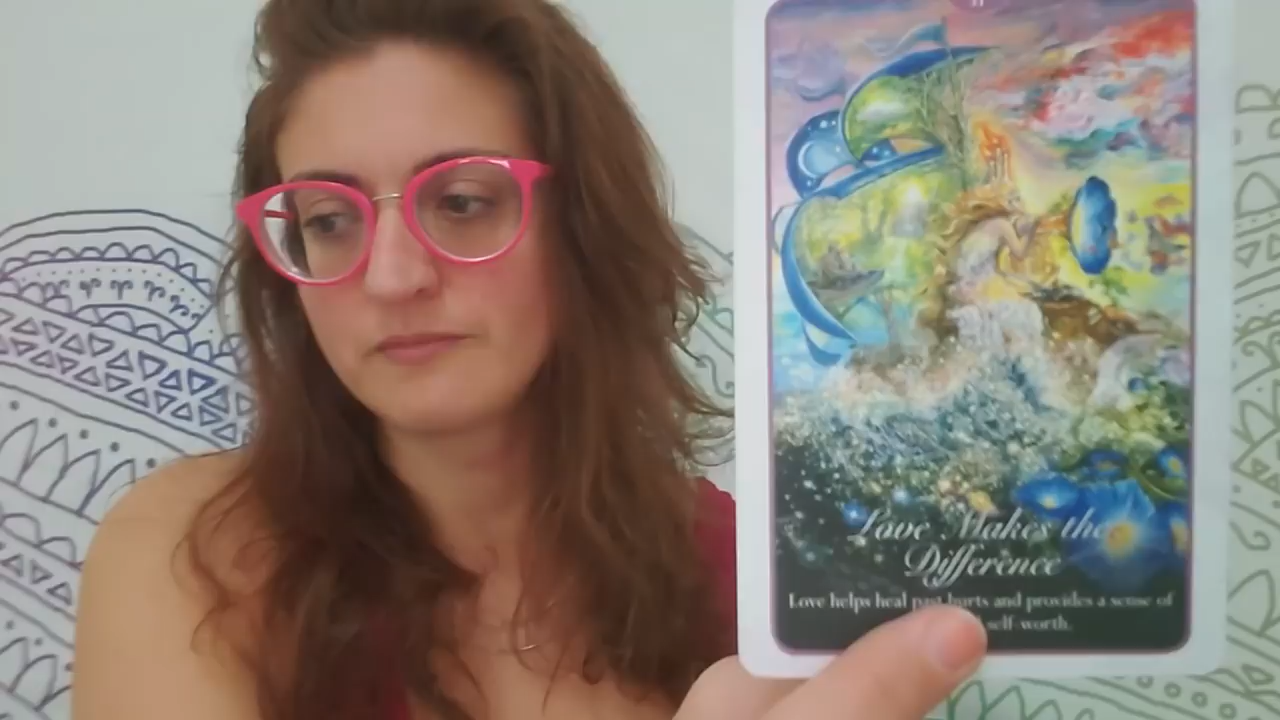 Love Makes the
Difference
Love helps heal past hurts and provides a sense of
self-worth.